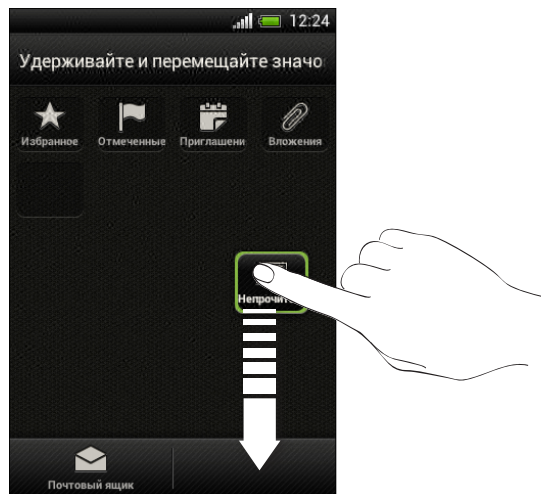 12:24
Удерживайте и перемещайте значо
Избранное Отмеченные Приглашени Вложения
Непрочит
Почтовый ящик